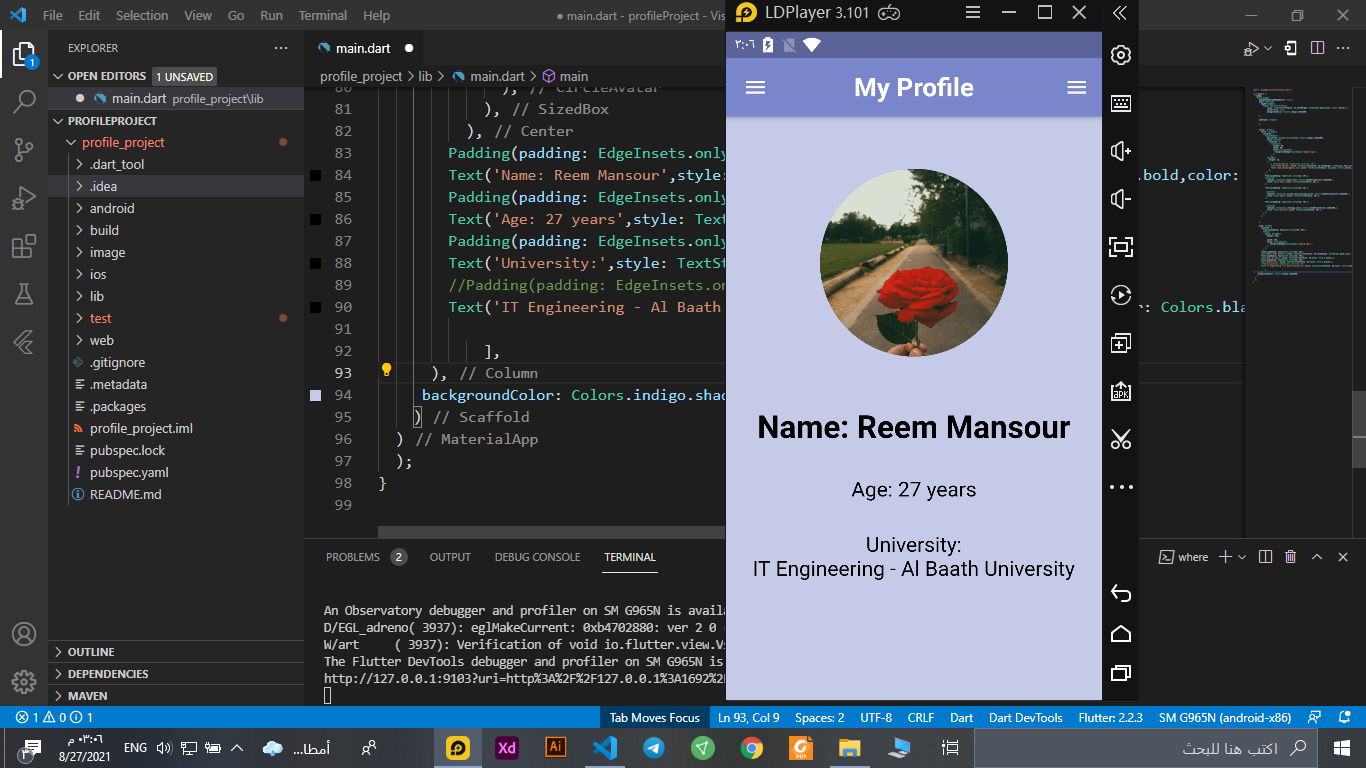 File Edit Selection View Go Run Terminal Help
● main.dart - profileProject - Vis
EXPLORER
OPEN EDITORS 1 UNSAVED
● main.dart profile_project\lib
PROFILEPROJECT
profile_project
.dart_tool
.idea
android
build
image
ios
lib
test
web
.gitignore
.metadata
.packages
profile_project.iml
pubspec.lock
pubspec.yaml
README.md
OUTLINE
DEPENDENCIES
MAVEN
main.dart ●
profile_project > lib > main.dart > main
80 ), // CircleAvatar
81 ), // SizedBox
82 ), // Center
83 Padding(padding: EdgeInsets.only
84 Text('Name: Reem Mansour',style: .bold,color:
85 Padding(padding: EdgeInsets.only
86 Text('Age: 27 years',style: Text
87 Padding(padding: EdgeInsets.only
88 Text('University:',style: TextSt
89 //Padding(padding: EdgeInsets.on
90 Text('IT Engineering - Al Baath r: Colors.bla
91
92 ],
93 ), // Column
94 backgroundColor: Colors.indigo.shad
95 ) // Scaffold
96 ) // MaterialApp
97 );
98 }
99
PROBLEMS 2 OUTPUT DEBUG CONSOLE TERMINAL
where
An Observatory debugger and profiler on SM G965N is availa
D/EGL_adreno( 3937): eglMakeCurrent: 0xb4702880: ver 2 0
W/art ( 3937): Verification of void io.flutter.view.Vi
The Flutter DevTools debugger and profiler on SM G965N is
http://127.0.0.1:9103?uri=http%3A%2F%2F127.0.0.1%3A1692%2F
LDPlayer 3.101
٣:٠٦
My Profile
Name: Reem Mansour
Age: 27 years
University:
IT Engineering - Al Baath University
APK
1 0 1
Tab Moves Focus Ln 93, Col 9 Spaces: 2 UTF-8 CRLF Dart Dart DevTools Flutter: 2.2.3 SM G965N (android-x86)
٠٣:٠٦ م
8/27/2021
ENG
أمطا...
Xd
Ai
PDF
اكتب هنا للبحث